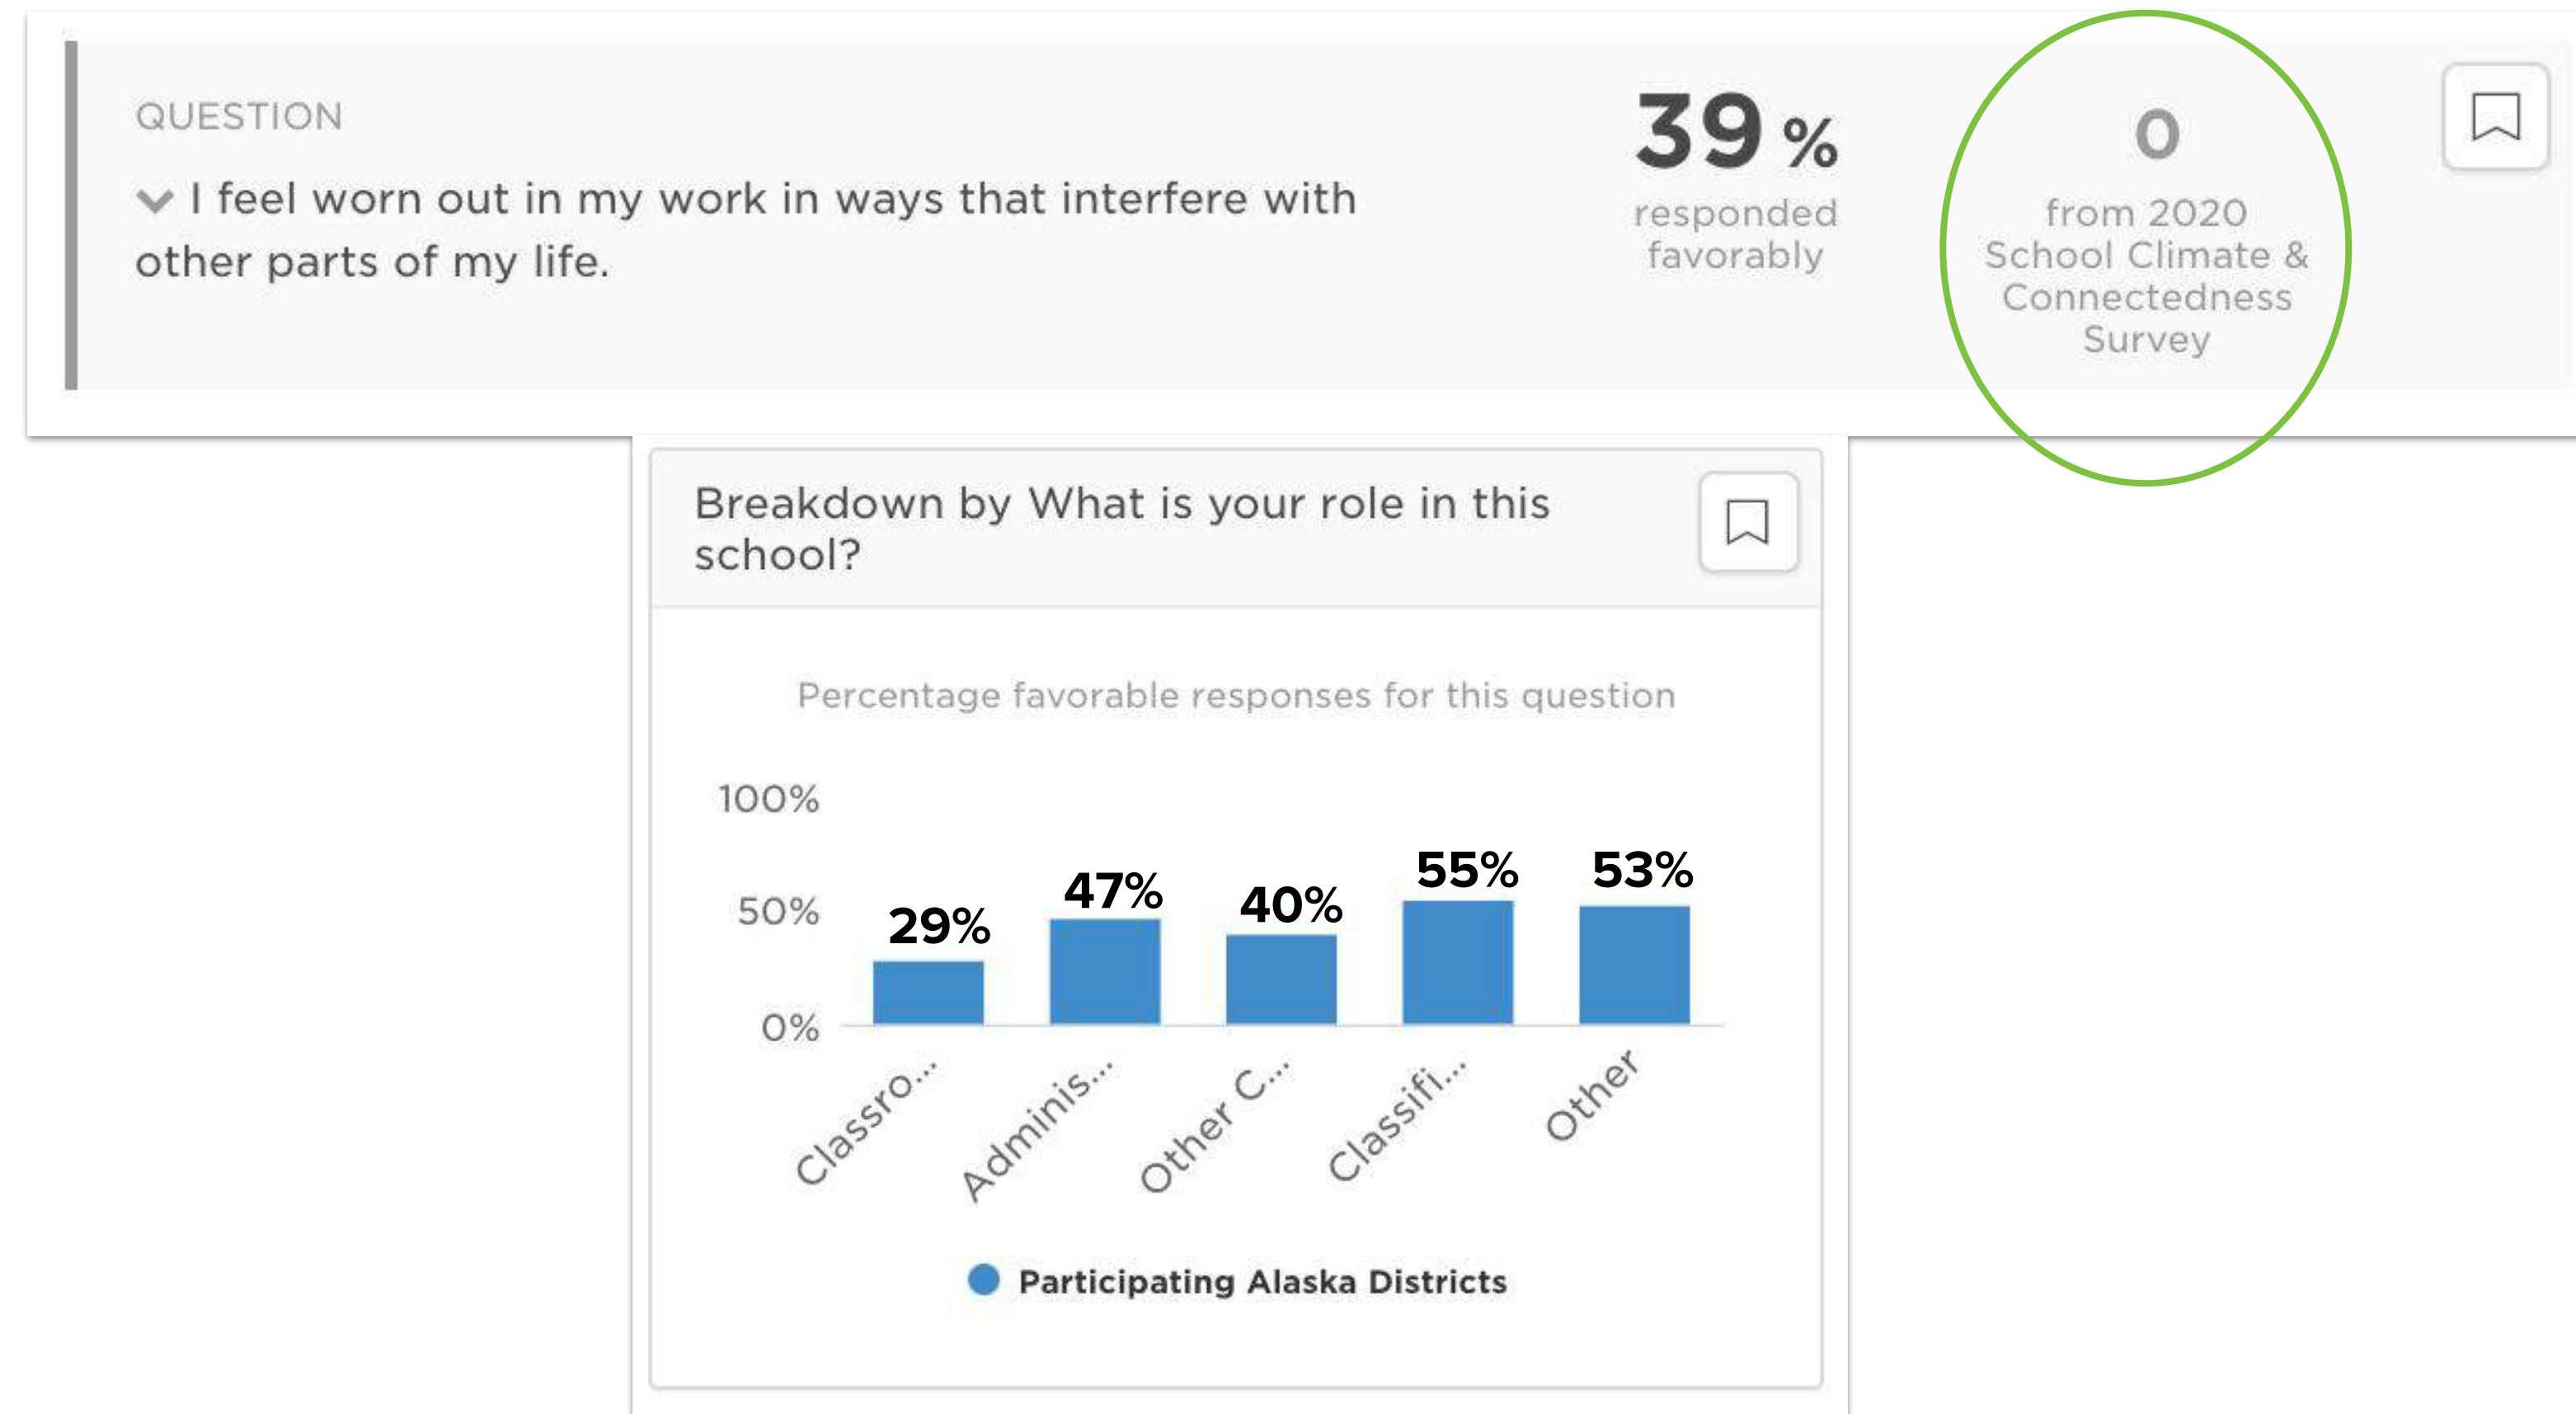 QUESTION
I feel worn out in my work in ways that interfere with
other parts of my life.
39 %
responded
favorably
0
from 2020
School Climate &
Connectedness
Survey
Breakdown by What is your role in this
school?
Percentage favorable responses for this question
100%
50%
0%
29%
47%
40%
55%
53%
Classro...
Adminis...
Other C...
Classifi...
Other
Participating Alaska Districts